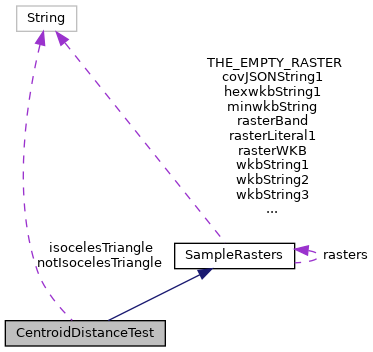 String
THE_EMPTY_RASTER
covJSONString1
hexwkbString1
minwkbString
rasterBand
rasterLiteral1
rasterWKB
wkbString1
wkbString2
wkbString3
...
isocelesTriangle
notIsocelesTriangle
SampleRasters
rasters
CentroidDistanceTest